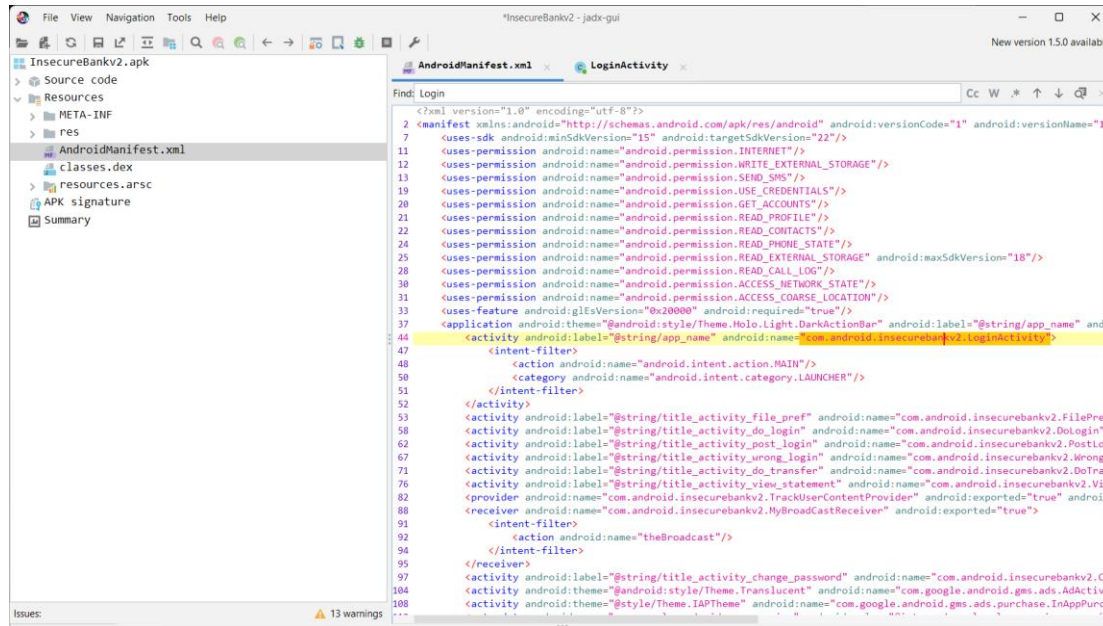 File View Navigation Tools Help
*InsecureBankv2 - jadx-gui
New version 1.5.0 availab
InsecureBankv2.apk
Source code
Resources
META-INF
res
AndroidManifest.xml
classes.dex
resources.arsc
APK signature
Summary
Issues: 13 warnings
AndroidManifest.xml LoginActivity
Find: Login Cc W .*
<?xml version="1.0" encoding="utf-8"?>
2 <manifest xmlns:android="http://schemas.android.com/apk/res/android" android:versionCode="1" android:versionName="1
7 <uses-sdk android:minSdkVersion="15" android:targetSdkVersion="22"/>
11 <uses-permission android:name="android.permission.INTERNET"/>
12 <uses-permission android:name="android.permission.WRITE_EXTERNAL_STORAGE"/>
13 <uses-permission android:name="android.permission.SEND_SMS"/>
19 <uses-permission android:name="android.permission.USE_CREDENTIALS"/>
20 <uses-permission android:name="android.permission.GET_ACCOUNTS"/>
21 <uses-permission android:name="android.permission.READ_PROFILE"/>
22 <uses-permission android:name="android.permission.READ_CONTACTS"/>
24 <uses-permission android:name="android.permission.READ_PHONE_STATE"/>
25 <uses-permission android:name="android.permission.READ_EXTERNAL_STORAGE" android:maxSdkVersion="18"/>
28 <uses-permission android:name="android.permission.READ_CALL_LOG"/>
30 <uses-permission android:name="android.permission.ACCESS_NETWORK_STATE"/>
31 <uses-permission android:name="android.permission.ACCESS_COARSE_LOCATION"/>
33 <uses-feature android:glEsVersion="0x20000" android:required="true"/>
37 <application android:theme="@android:style/Theme.Holo.Light.DarkActionBar" android:label="@string/app_name" and
44 <activity android:label="@string/app_name" android:name="com.android.insecurebankv2.LoginActivity">
47 <intent-filter>
48 <action android:name="android.intent.action.MAIN"/>
50 <category android:name="android.intent.category.LAUNCHER"/>
51 </intent-filter>
52 </activity>
53 <activity android:label="@string/title_activity_file_pref" android:name="com.android.insecurebankv2.FilePre
58 <activity android:label="@string/title_activity_do_login" android:name="com.android.insecurebankv2.DoLogin"
62 <activity android:label="@string/title_activity_post_login" android:name="com.android.insecurebankv2.PostLo
67 <activity android:label="@string/title_activity_wrong_login" android:name="com.android.insecurebankv2.Wrong
71 <activity android:label="@string/title_activity_do_transfer" android:name="com.android.insecurebankv2.DoTra
76 <activity android:label="@string/title_activity_view_statement" android:name="com.android.insecurebankv2.Vi
82 <provider android:name="com.android.insecurebankv2.TrackUserContentProvider" android:exported="true" androi
88 <receiver android:name="com.android.insecurebankv2.MyBroadCastReceiver" android:exported="true">
91 <intent-filter>
92 <action android:name="theBroadcast"/>
94 </intent-filter>
95 </receiver>
97 <activity android:label="@string/title_activity_change_password" android:name="com.android.insecurebankv2.C
104 <activity android:theme="@android:style/Theme.Translucent" android:name="com.google.android.gms.ads.AdActiv
108 <activity android:theme="@style/Theme.IAPTheme" android:name="com.google.android.gms.ads.purchase.InAppPurc